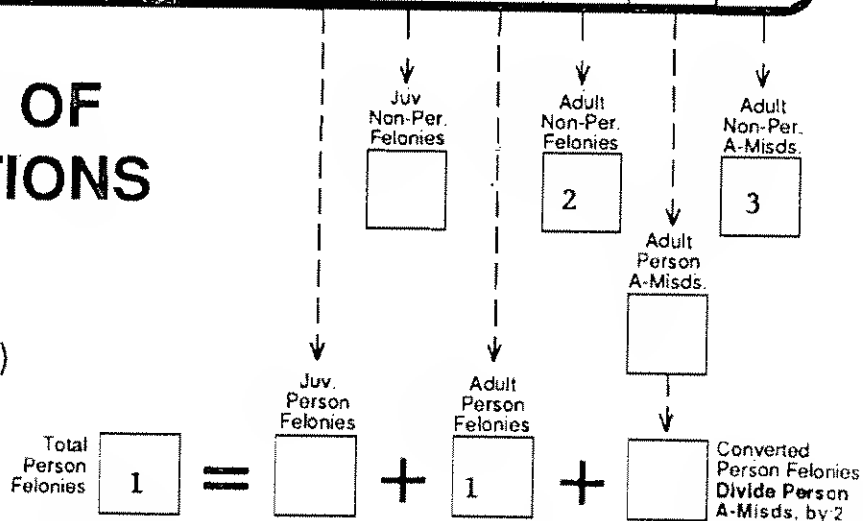 OF
TIONS
Juv
Non-Per.
Felonies
Adult
Non-Per.
Felonies
2
Adult
Non-Per.
A-Misds.
3
Adult
Person
A-Misds.
)
Juv.
Person
Felonies
Adult
Person
Felonies
Total
Person
Felonies
1
=
+
1
+
Converted
Person Felonies
Divide Person
A-Misds, by 2